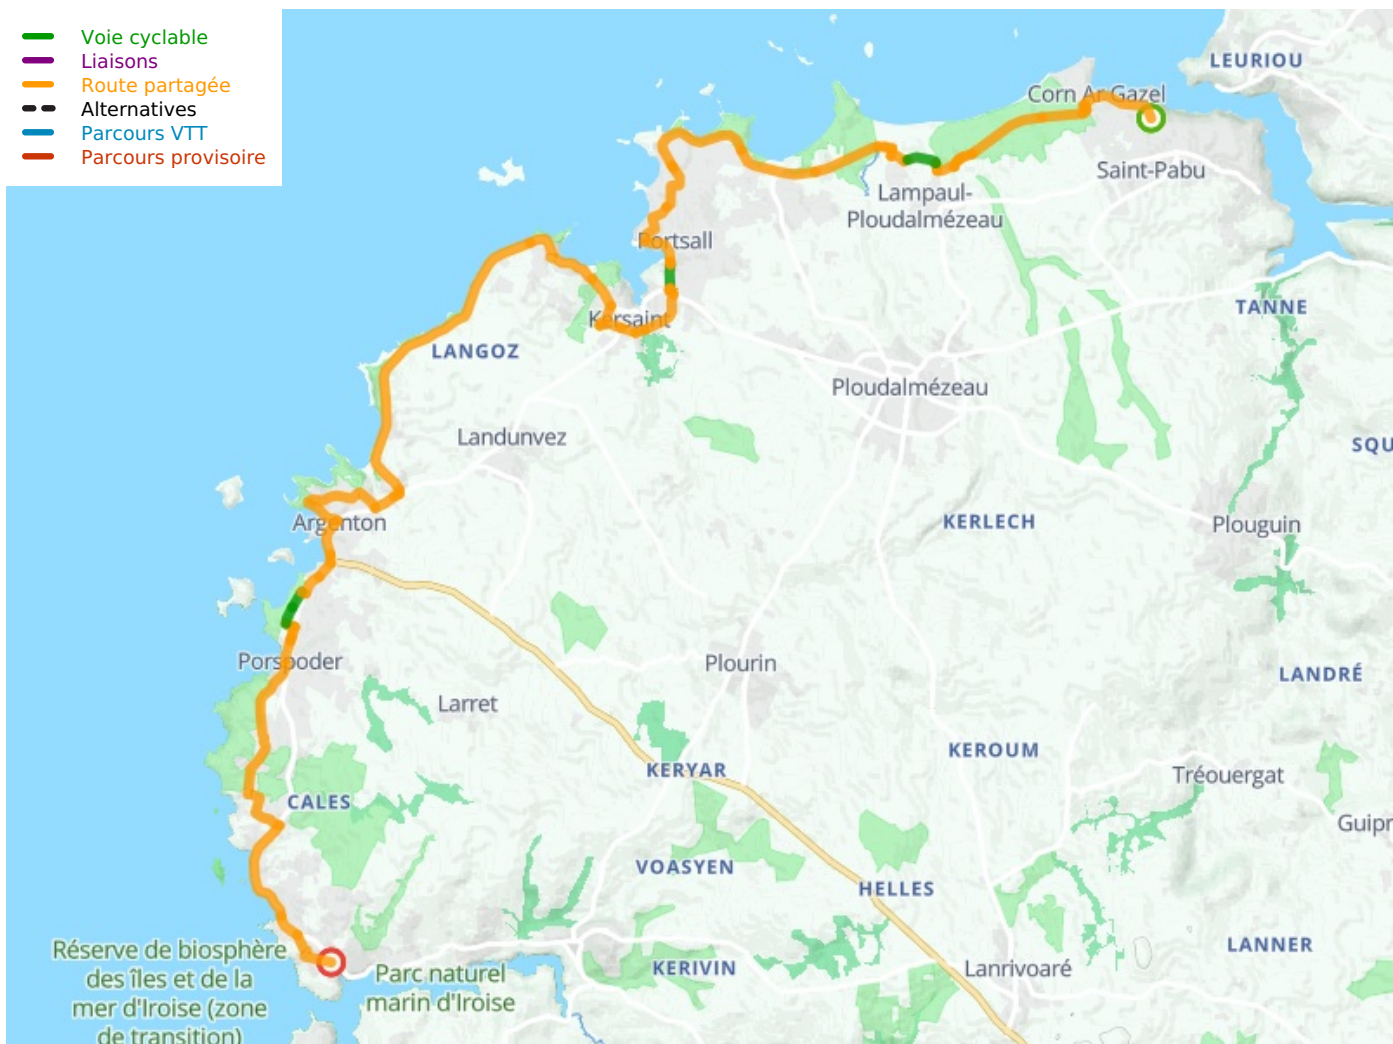 Voie cyclable
Liaisons
Route partagée
Alternatives
Parcours VTT
Parcours provisoire
LEURIOU
Corn Ar Gazel
Saint-Pabu
Lampaul-
Ploudalmézeau
Portsall
TANNE
Kersaint
LANGOZ
Ploudalmézeau
Landunvez
SQU
Argenton
KERLECH
Plouguin
Porspoder
Plourin
LANDRÉ
Larret
KEROUM
KERYAR
Tréouergat
CALES
Guipr
VOASYEN
HELLES
Réserve de biosphère
des îles et de la
mer d'Iroise (zone
de transition)
Parc naturel
marin d'Iroise
KERIVIN
Lanrivoaré
LANNER